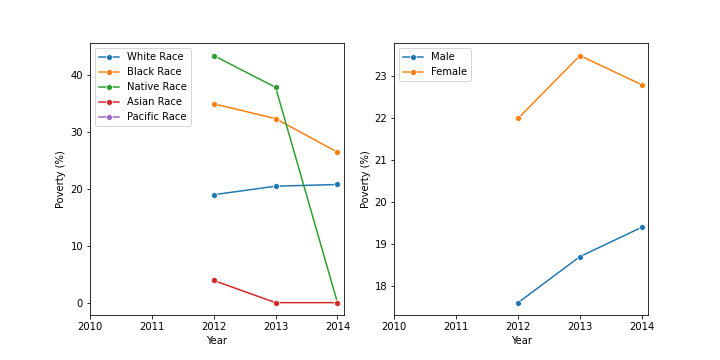 White Race
Black Race
Native Race
Asian Race
Pacific Race
40
30
20
10
0
Poverty (%)
2010 2011 2012 2013 2014
Year
Male
Female
23
22
21
20
19
18
Poverty (%)
2010 2011 2012 2013 2014
Year